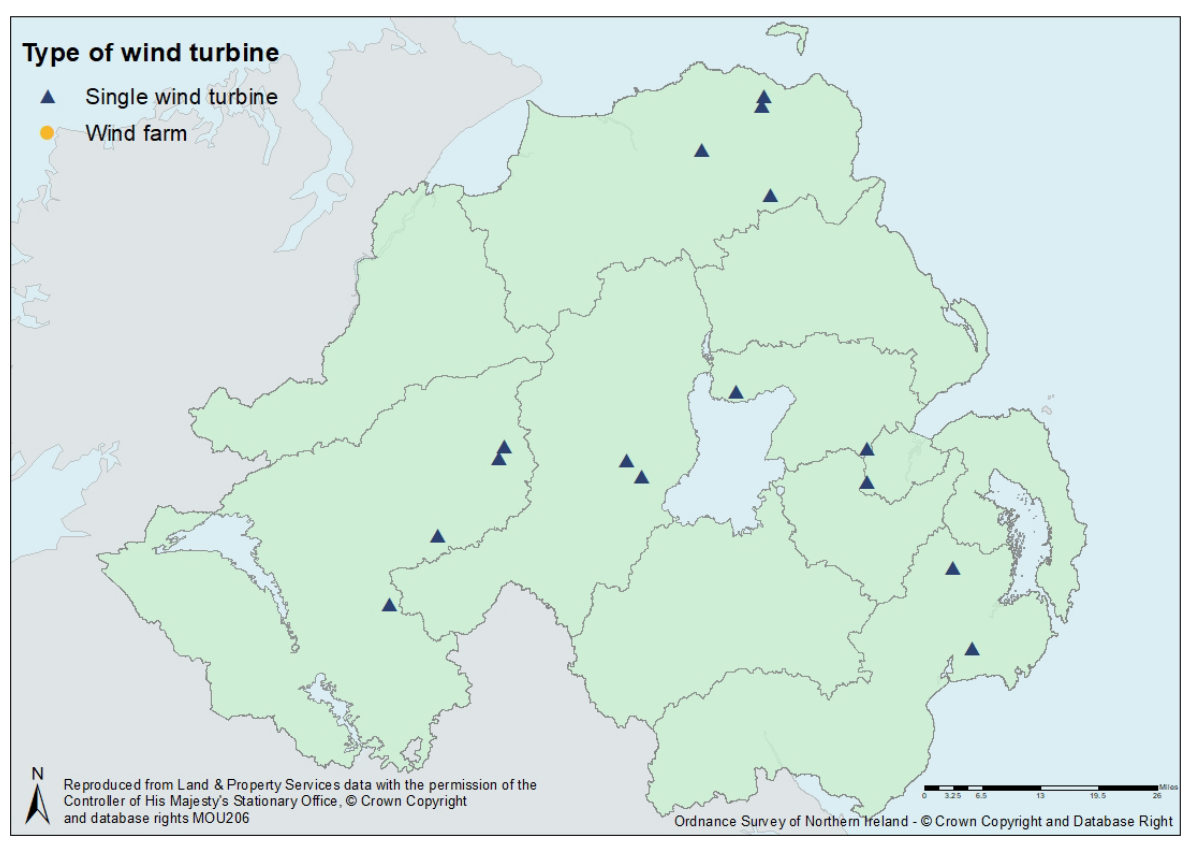 Type of wind turbine
Single wind turbine
Wind farm
N
Reproduced from Land & Property Services data with the permission of the
Controller of His Majesty's Stationary Office, © Crown Copyright
and database rights MOU206
Miles
0 3.25 6.5 13 19.5 26
Ordnance Survey of Northern Ireland - © Crown Copyright and Database Right